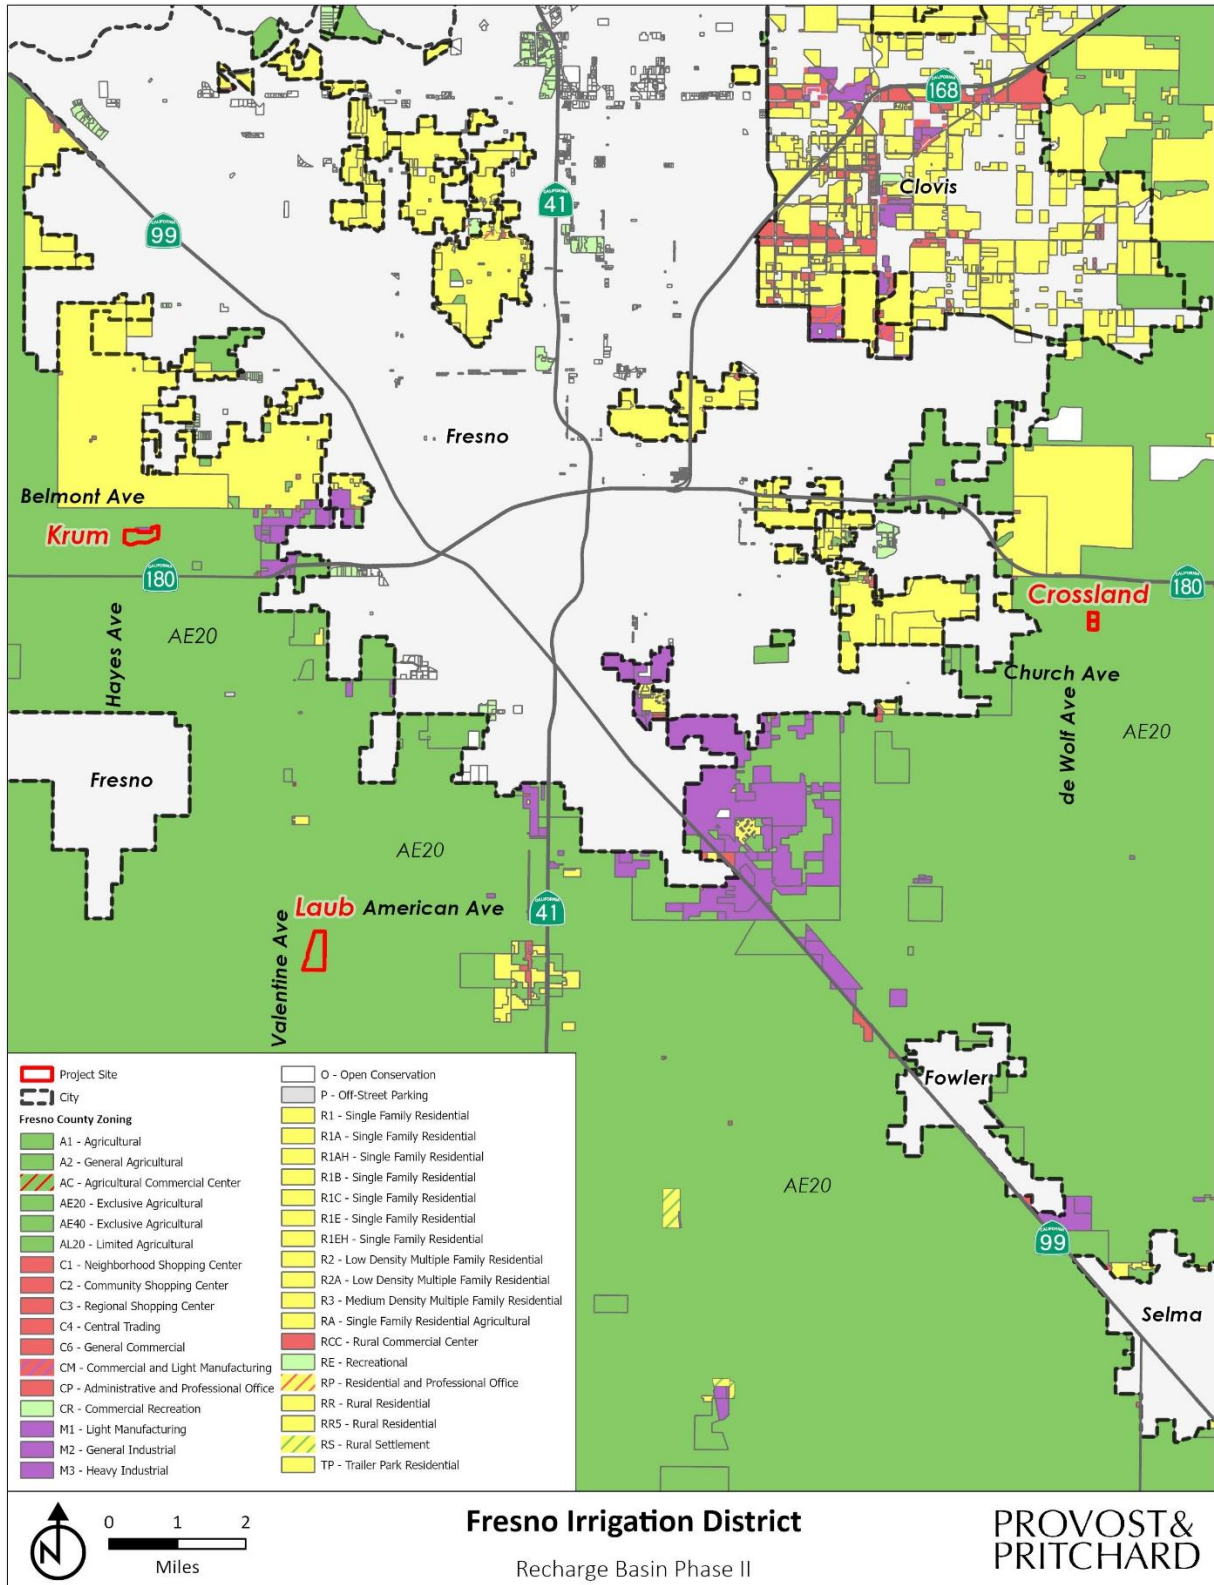 168
CALIFORNIA
41
CALIFORNIA
Clovis
99
CALIFORNIA
Fresno
Belmont Ave
Krum
180
CALIFORNIA
Crossland
180
CALIFORNIA
Hayes Ave
AE20
Church Ave
de Wolf Ave
AE20
Fresno
AE20
Laub
American Ave
41
CALIFORNIA
Valentine Ave
Fowler
AE20
99
CALIFORNIA
Selma
Project Site
City
Fresno County Zoning
A1 - Agricultural
A2 - General Agricultural
AC - Agricultural Commercial Center
AE20 - Exclusive Agricultural
AE40 - Exclusive Agricultural
AL20 - Limited Agricultural
C1 - Neighborhood Shopping Center
C2 - Community Shopping Center
C3 - Regional Shopping Center
C4 - Central Trading
C6 - General Commercial
CM - Commercial and Light Manufacturing
CP - Administrative and Professional Office
CR - Commercial Recreation
M1 - Light Manufacturing
M2 - General Industrial
M3 - Heavy Industrial
O - Open Conservation
P - Off-Street Parking
R1 - Single Family Residential
R1A - Single Family Residential
R1AH - Single Family Residential
R1B - Single Family Residential
R1C - Single Family Residential
R1E - Single Family Residential
R1EH - Single Family Residential
R2 - Low Density Multiple Family Residential
R2A - Low Density Multiple Family Residential
R3 - Medium Density Multiple Family Residential
RA - Single Family Residential Agricultural
RCC - Rural Commercial Center
RE - Recreational
RP - Residential and Professional Office
RR - Rural Residential
RR5 - Rural Residential
RS - Rural Settlement
TP - Trailer Park Residential
N
0 1 2
Miles
Fresno Irrigation District
Recharge Basin Phase II
PROVOST&
PRITCHARD